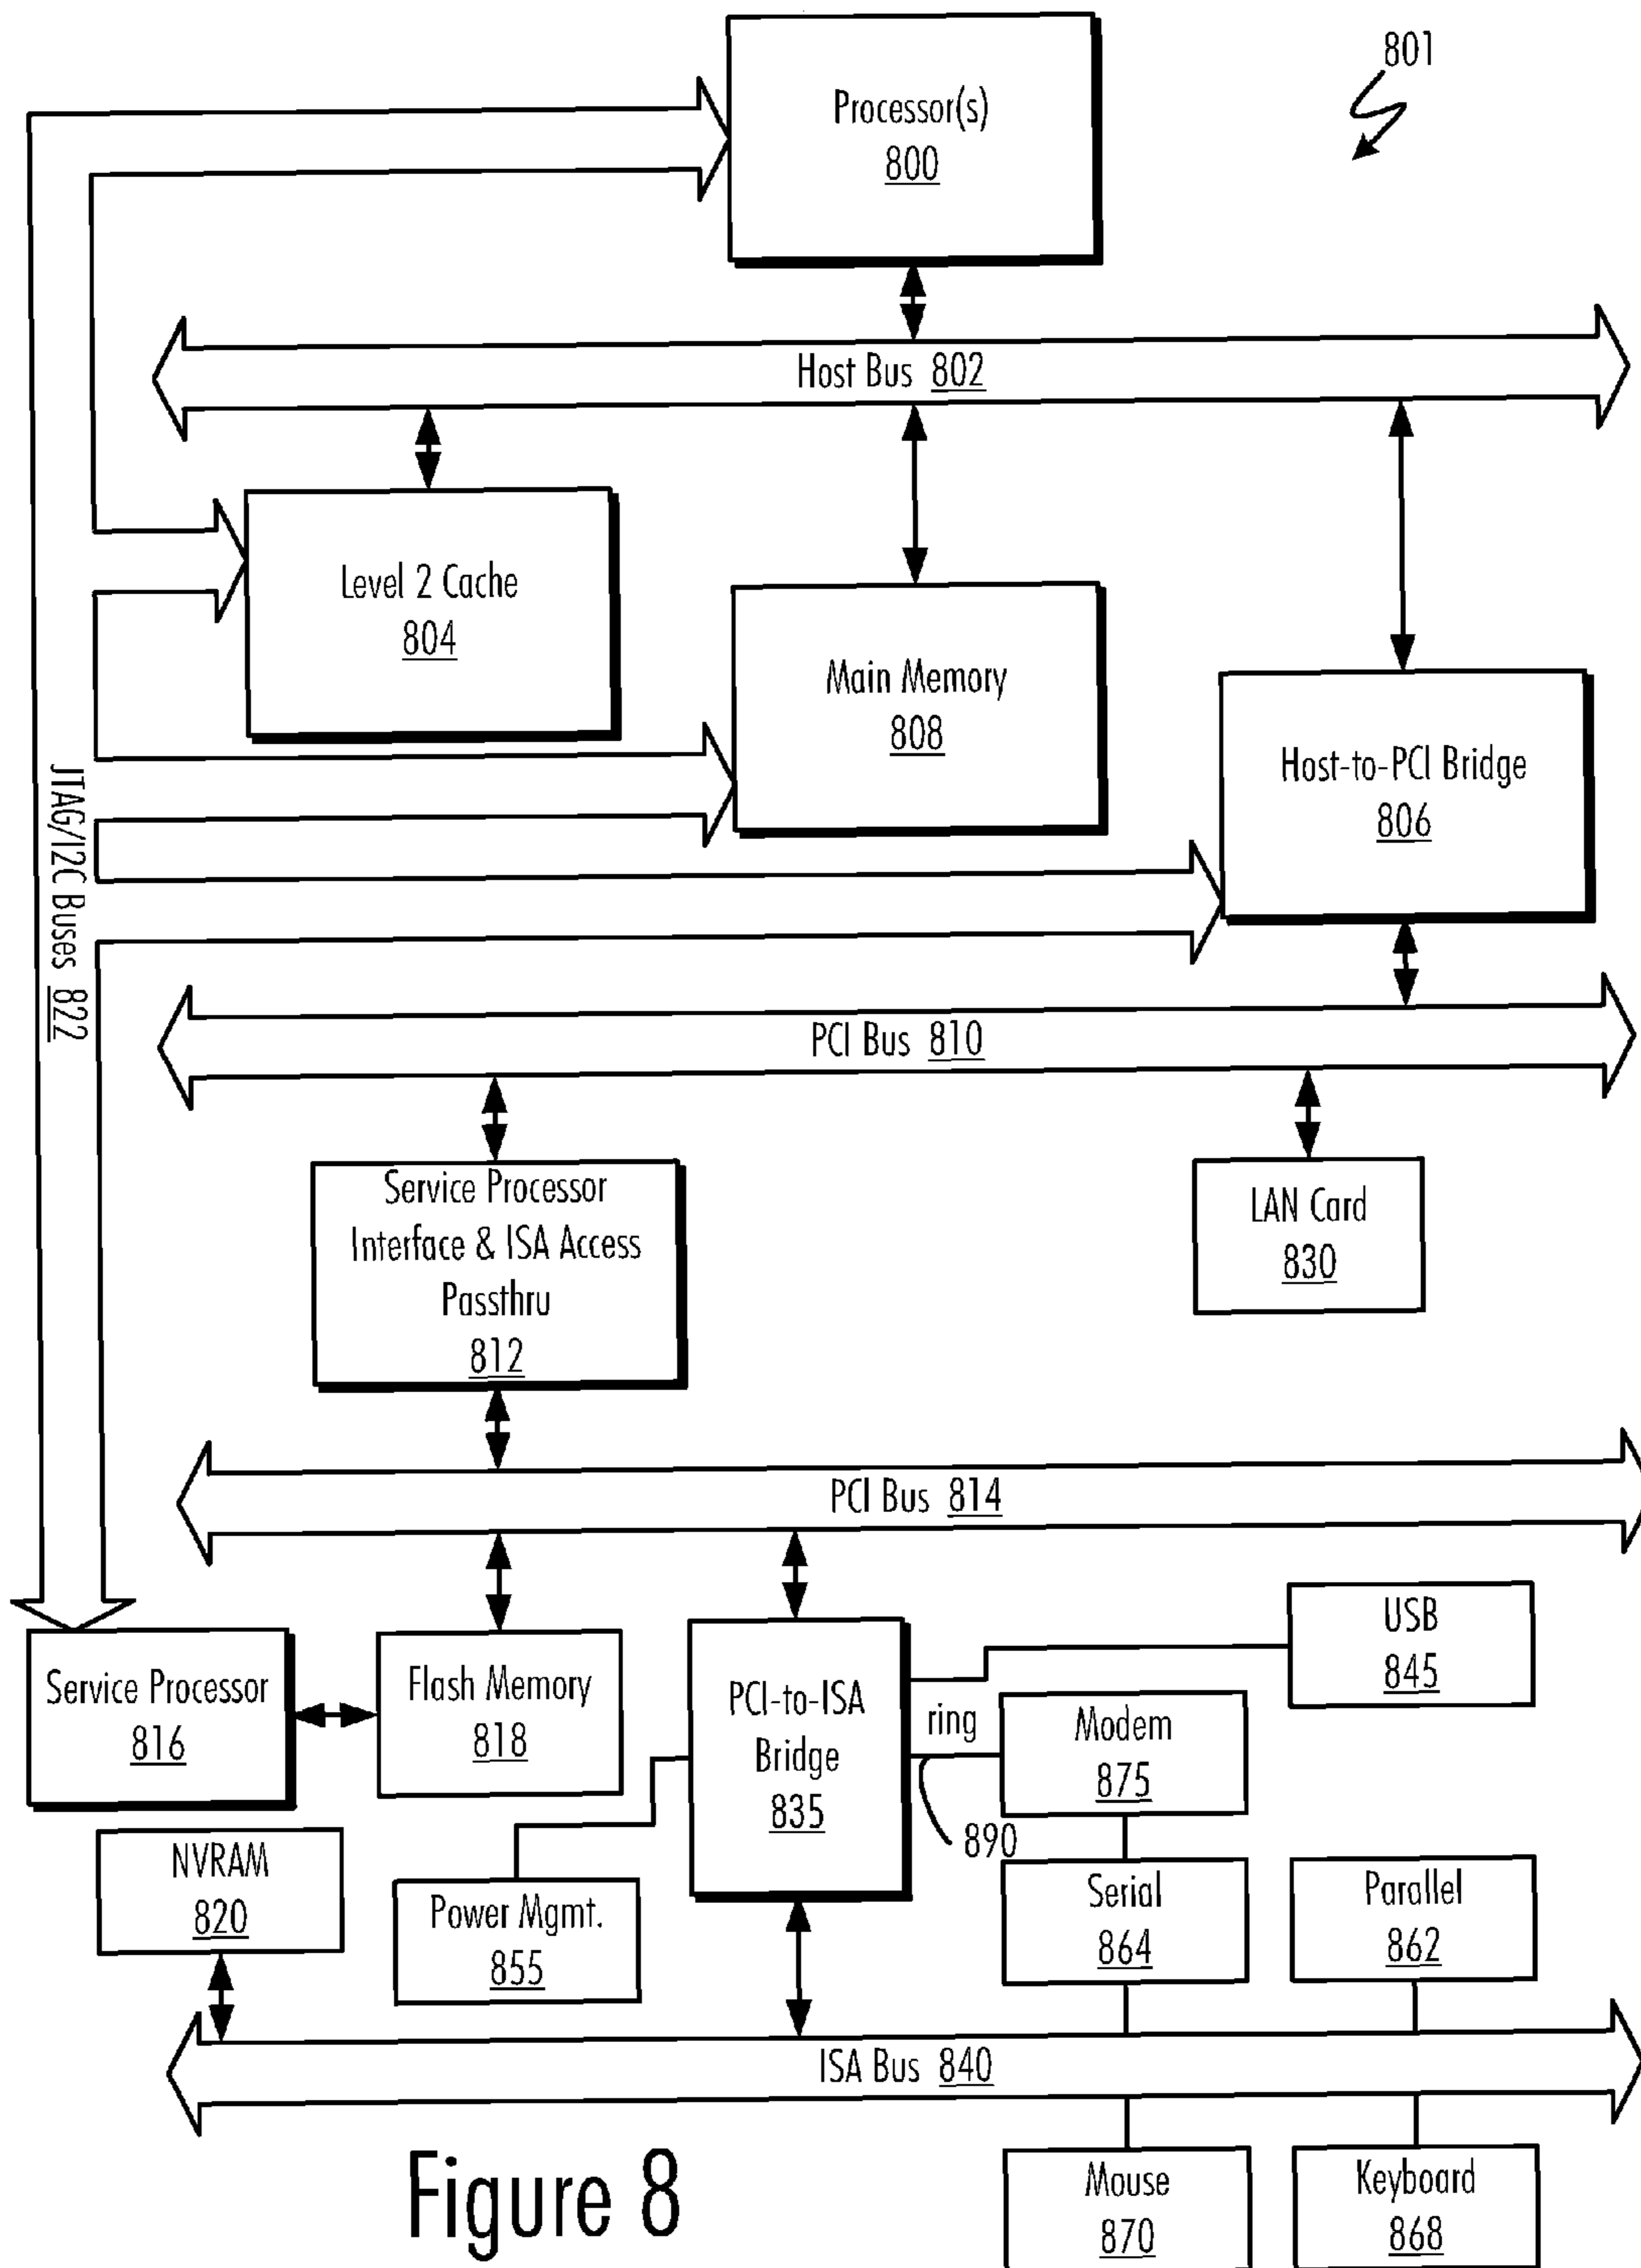 801
Processor(s)
800
Host Bus 802
Level 2 Cache
804
Main Memory
808
Host-to-PCI Bridge
806
JTAG/I2C Buses 822
PCI Bus 810
Service Processor
Interface & ISA Access
Passthru
812
LAN Card
830
PCI Bus 814
USB
845
Service Processor
816
Flash Memory
818
PCI-to-ISA
Bridge
835
ring
Modem
875
890
NVRAM
820
Power Mgmt.
855
Serial
864
Parallel
862
ISA Bus 840
Mouse
870
Keyboard
868
Figure 8